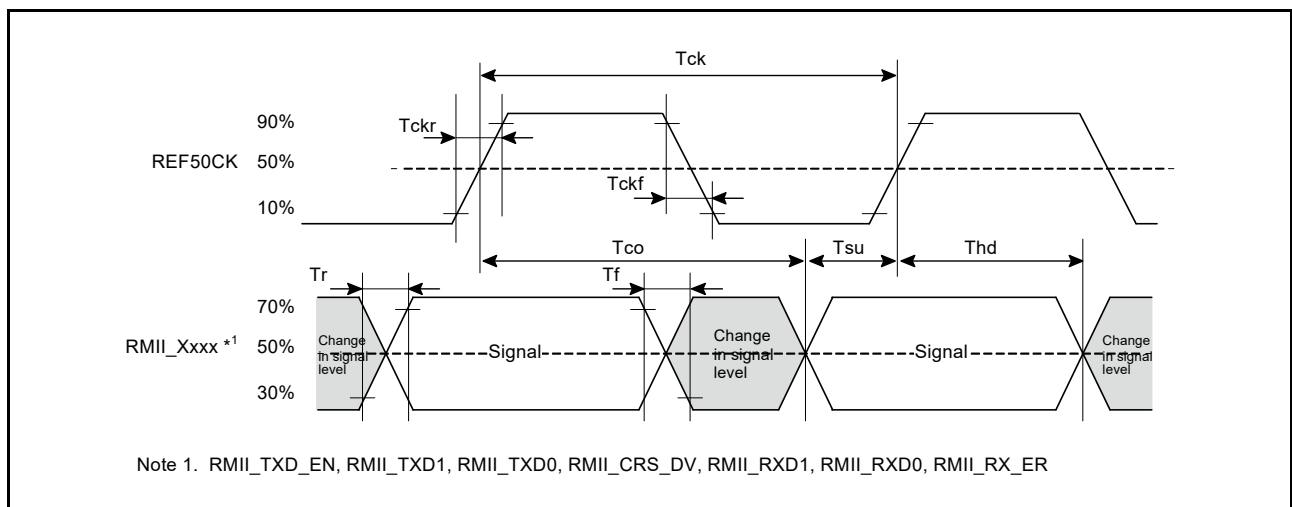 Tck
90%
Tckr
REF50CK 50%
Tckf
10%
Tco Tsu Thd
Tr Tf
70%
RMII_Xxxx *1 50%
Change
in signal
level
Signal
Change
in signal
level
Signal
Change
in signal
level
30%
Note 1. RMII_TXD_EN, RMII_TXD1, RMII_TXD0, RMII_CRS_DV, RMII_RXD1, RMII_RXD0, RMII_RX_ER